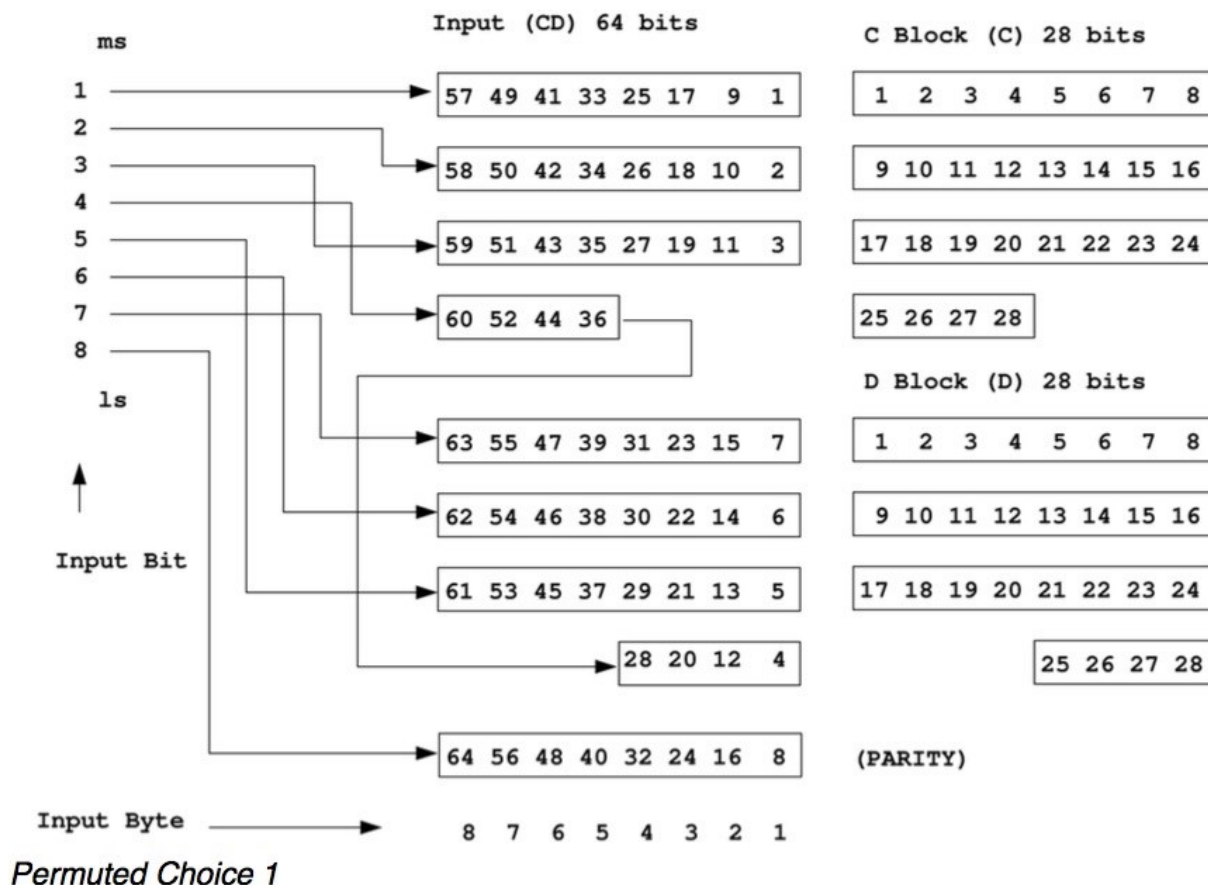 Input (CD) 64 bits
C Block (C) 28 bits
ms
1 57 49 41 33 25 17 9 1 1 2 3 4 5 6 7 8
2
3 58 50 42 34 26 18 10 2 9 10 11 12 13 14 15 16
4
5 59 51 43 35 27 19 11 3 17 18 19 20 21 22 23 24
6
7 60 52 44 36 25 26 27 28
8
D Block (D) 28 bits
ls
63 55 47 39 31 23 15 7 1 2 3 4 5 6 7 8
62 54 46 38 30 22 14 6 9 10 11 12 13 14 15 16
Input Bit
61 53 45 37 29 21 13 5 17 18 19 20 21 22 23 24
28 20 12 4 25 26 27 28
64 56 48 40 32 24 16 8 (PARITY)
Input Byte 8 7 6 5 4 3 2 1
Permuted Choice 1